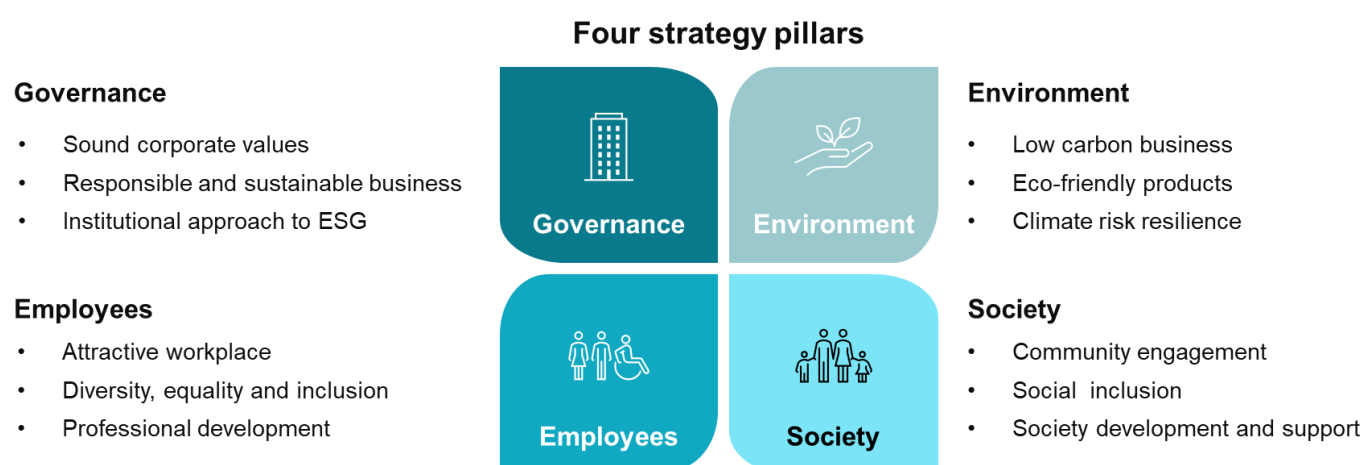 Four strategy pillars
Governance
• Sound corporate values
• Responsible and sustainable business
• Institutional approach to ESG
Governance
Environment
Environment
• Low carbon business
• Eco-friendly products
• Climate risk resilience
Employees
• Attractive workplace
• Diversity, equality and inclusion
• Professional development
Employees
Society
Society
• Community engagement
• Social  inclusion
• Society development and support